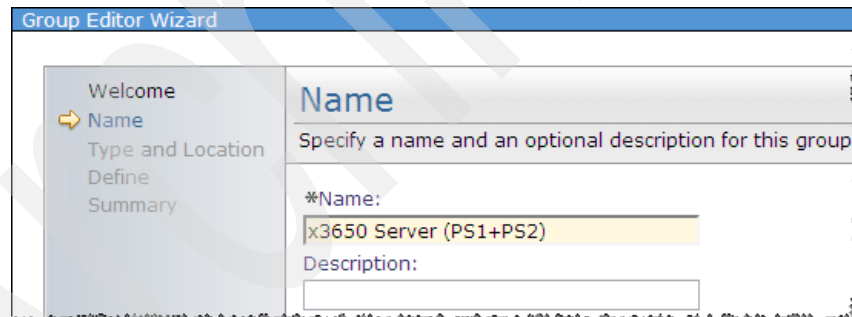 Group Editor Wizard
Welcome
Name
Type and Location
Define
Summary
Name
Specify a name and an optional description for this group
*Name:
x3650 Server (PS1+PS2)
Description: